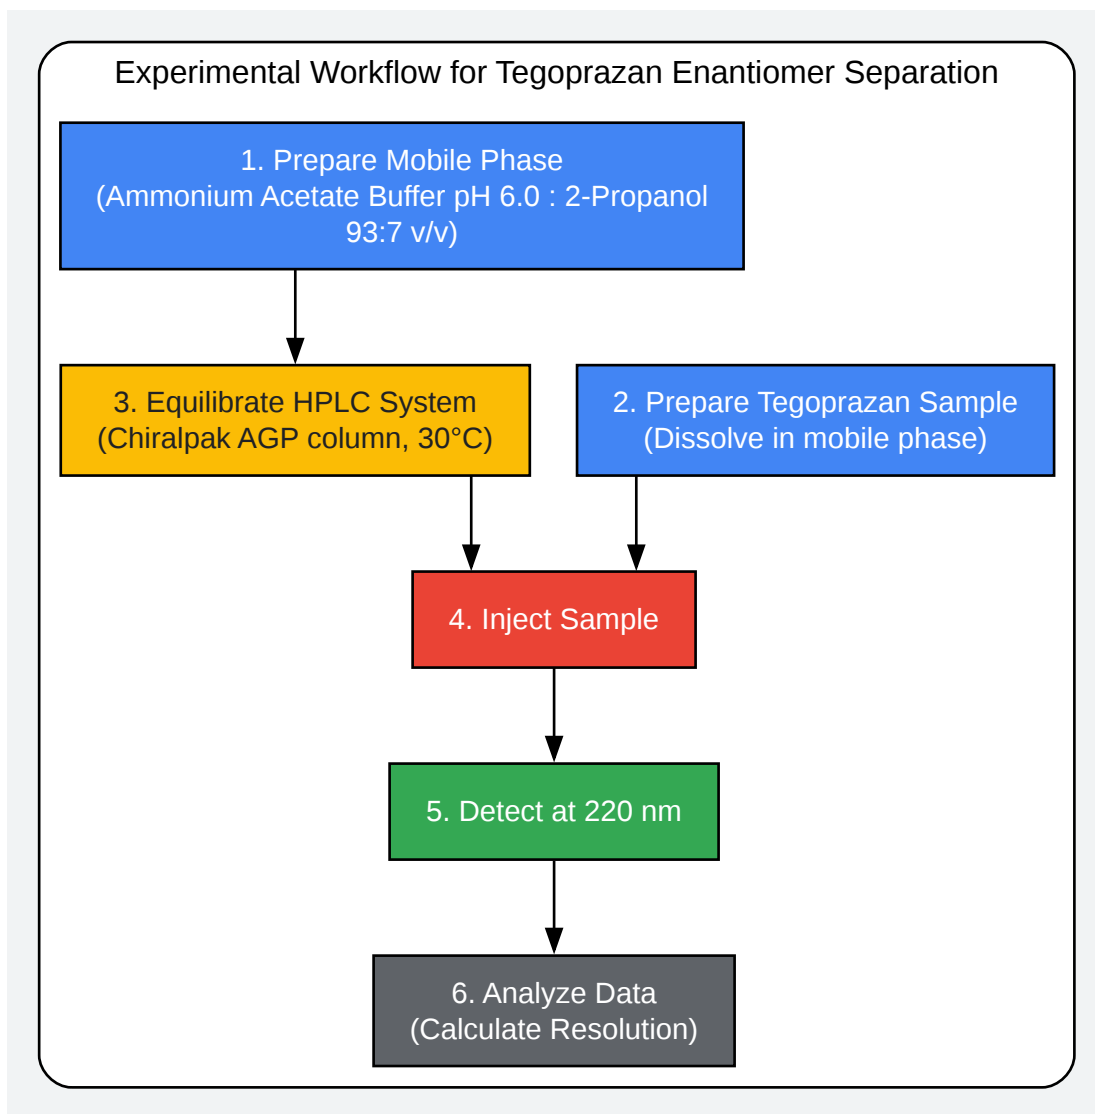 Experimental Workflow for Tegoprazan Enantiomer Separation
1. Prepare Mobile Phase
(Ammonium Acetate Buffer pH 6.0 : 2-Propanol
93:7 v/v)
3. Equilibrate HPLC System
(Chiralpak AGP column, 30°C)
2. Prepare Tegoprazan Sample
(Dissolve in mobile phase)
4. Inject Sample
5. Detect at 220 nm
6. Analyze Data
(Calculate Resolution)